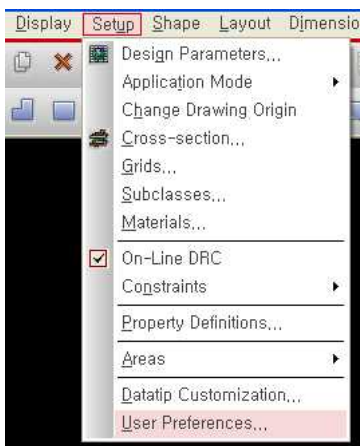 Display Setup Shape Layout Dimensio
Design Parameters...
Application Mode
Change Drawing Origin
Cross-section...
Grids...
Subclasses...
Materials...
On-Line DRC
Constraints
Property Definitions...
Areas
Datatip Customization...
User Preferences...